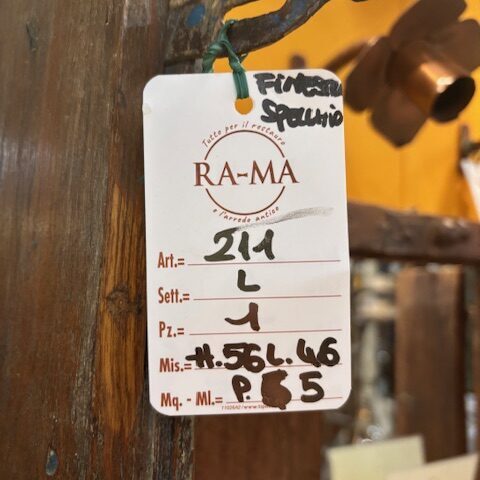 FINESTRA
SPECCHIO
Tutto per il restauro
RA-MA
e l'arredo antico
Art.= 211
Sett.= L
Pz.= 1
Mis.= H.56 L.46
Mq. - Ml.= P. 5